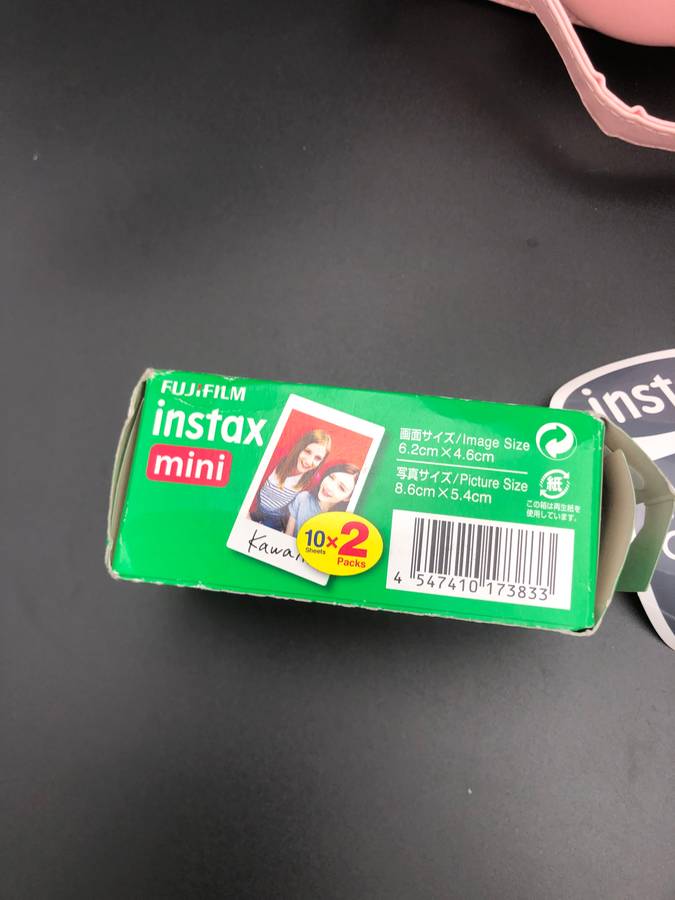 FUJIFILM
instax
mini
10 × 2
Sheets
Packs
画面サイズ/Image Size
6.2cm×4.6cm
写真サイズ/Picture Size
8.6cm×5.4cm
紙
この箱は再生紙を
使用しています。
4 547410 173833